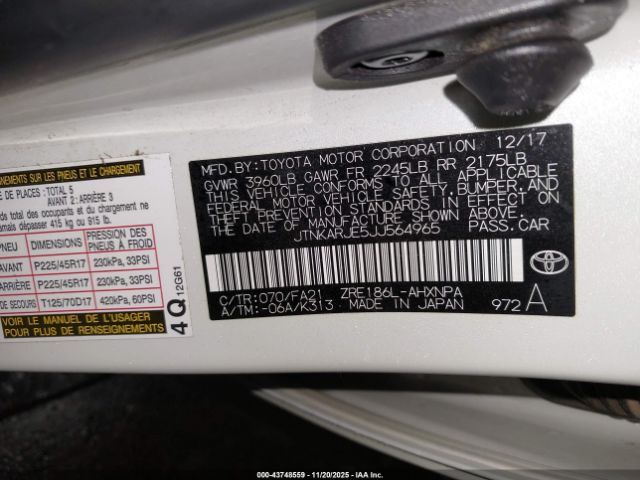 MFD. BY: TOYOTA MOTOR CORPORATION 12/17
GVWR 3960LB GAWR FR 2245LB RR 2175LB
THIS VEHICLE CONFORMS TO ALL APPLICABLE
FEDERAL MOTOR VEHICLE SAFETY, BUMPER, AND
THEFT PREVENTION STANDARDS IN EFFECT ON THE DATE
OF MANUFACTURE SHOWN ABOVE.
JTNKARJE5JJ564965 PASS. CAR
C/TR: 070/FA21 ZRE186L-AHXNPA
A/TM: -06A/K313 MADE IN JAPAN
972 A
TOYOTA
NEMENTS SUR LES PNEUS ET LE CHARGEMENT
E DE PLACES: TOTAL 5
AVANT 2: ARRIÈRE 3
ds total des occupants et du chargement ne
amais dépasser 415 kg ou 915 lb.
PNEU DIMENSIONS PRESSION DES PNEUS À FROID
AVANT P225/45R17 230kPa, 33PSI
ARRIÈRE P225/45R17 230kPa, 33PSI
DE SECOURS T125/70D17 420kPa, 60PSI
VOIR LE MANUEL DE L'USAGER
POUR PLUS DE RENSEIGNEMENTS
4Q 12G61
000-43748559 - 11/20/2025 - IAAI.COM